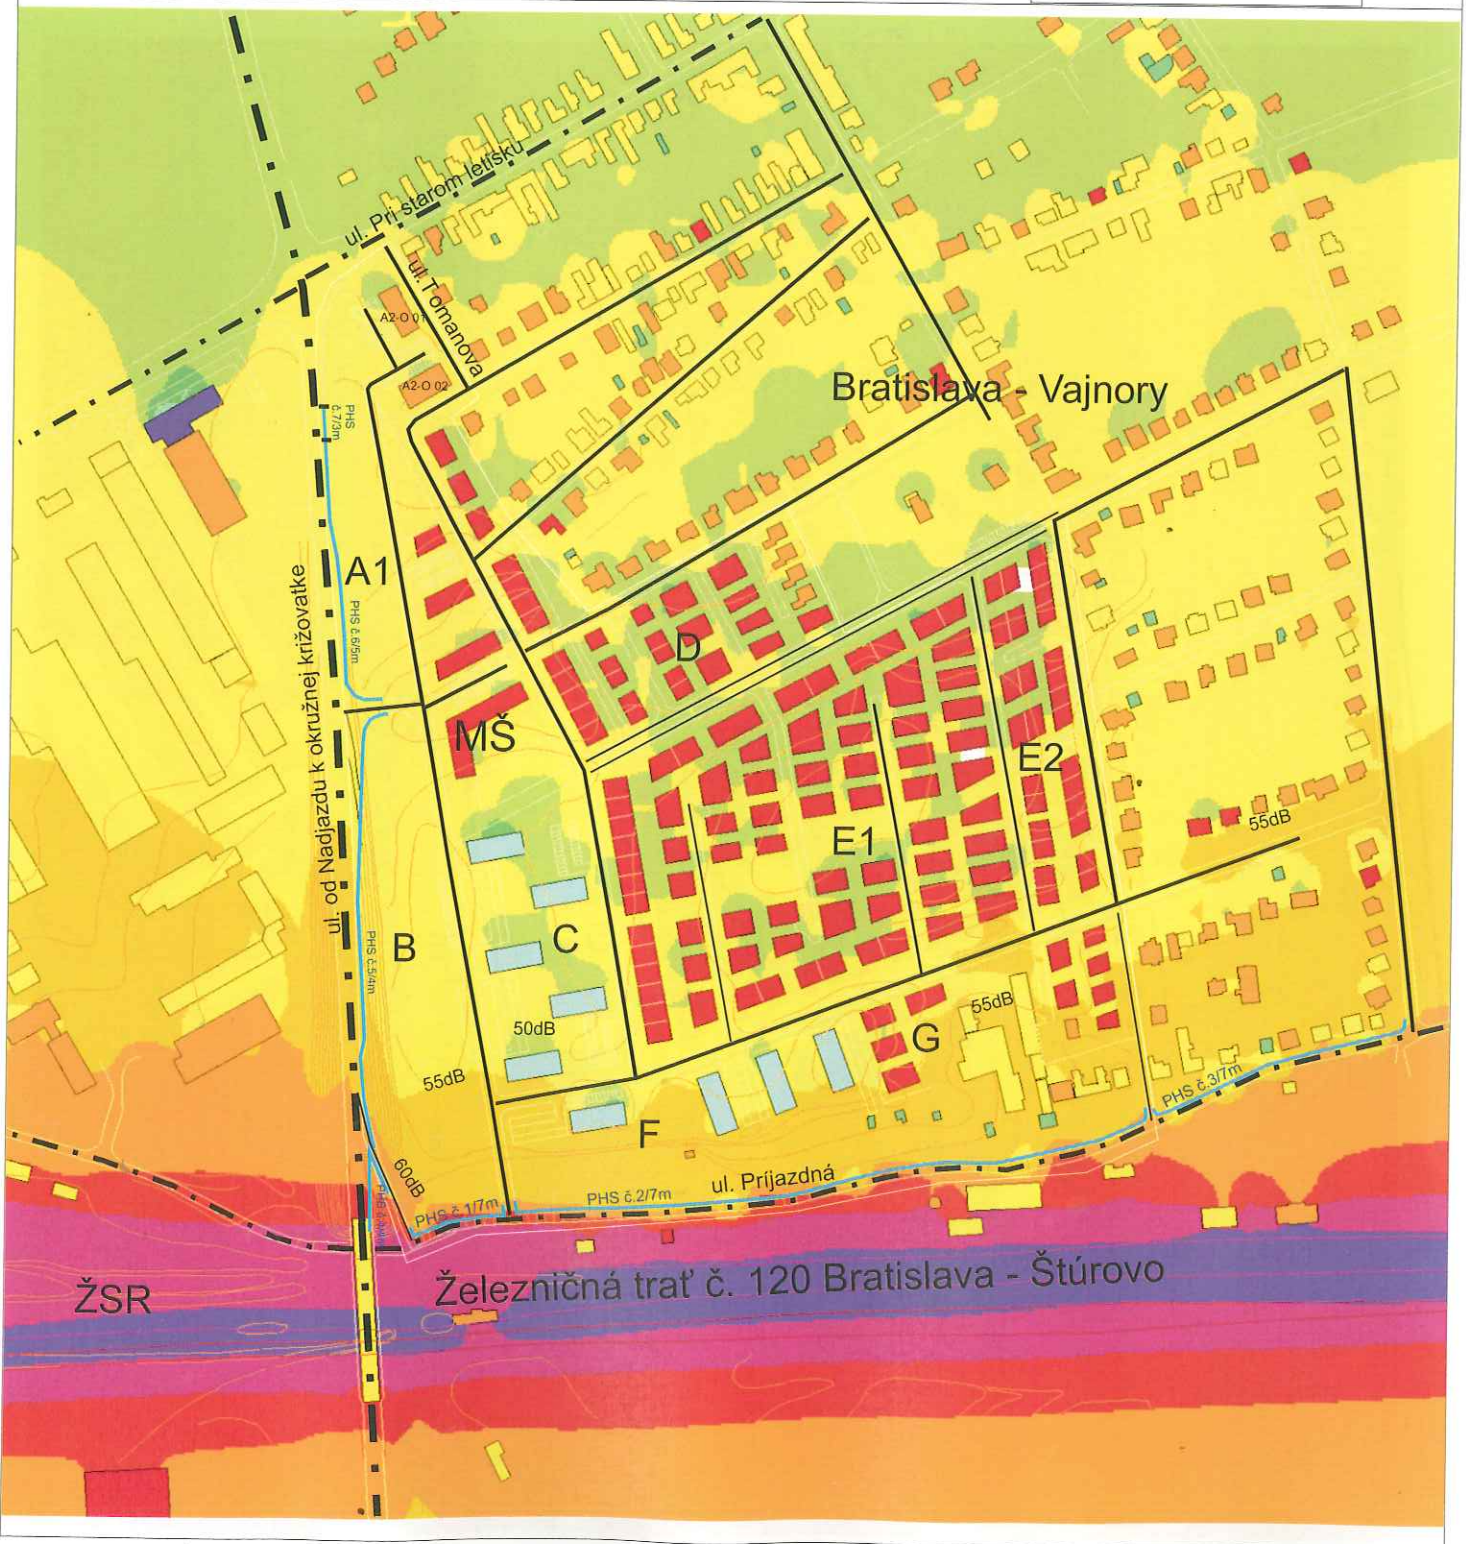 ul. Pri starom letisku
ul. Tomanova
A2-O 01
A2-O 02
Bratislava - Vajnory
PHS
č.7/3m
A1
PHS č.6/5m
ul. od Nadjazdu k okružnej križovatke
D
MŠ
E2
E1
55dB
B
C
PHS č.5/4m
50dB
55dB
G
55dB
F
PHS č.3/7m
60dB
ul. Príjazdná
PHS č.2/7m
PHS č.1/7m
ŽSR
Železničná trať č. 120 Bratislava - Štúrovo